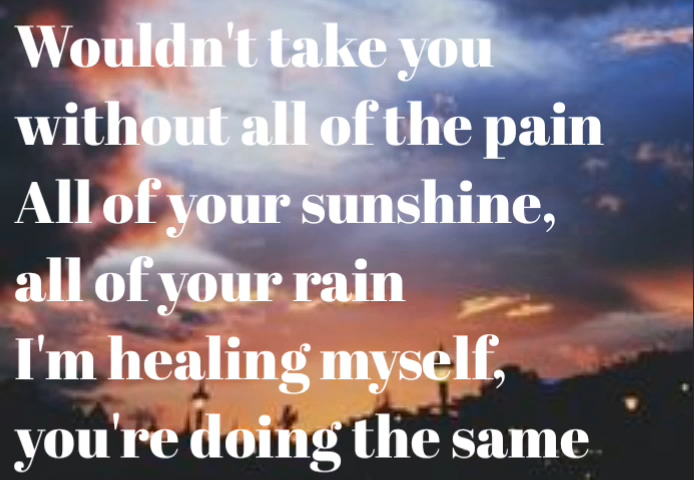 Wouldn't take you
without all of the pain
All of your sunshine,
all of your rain
I'm healing myself,
you're doing the same